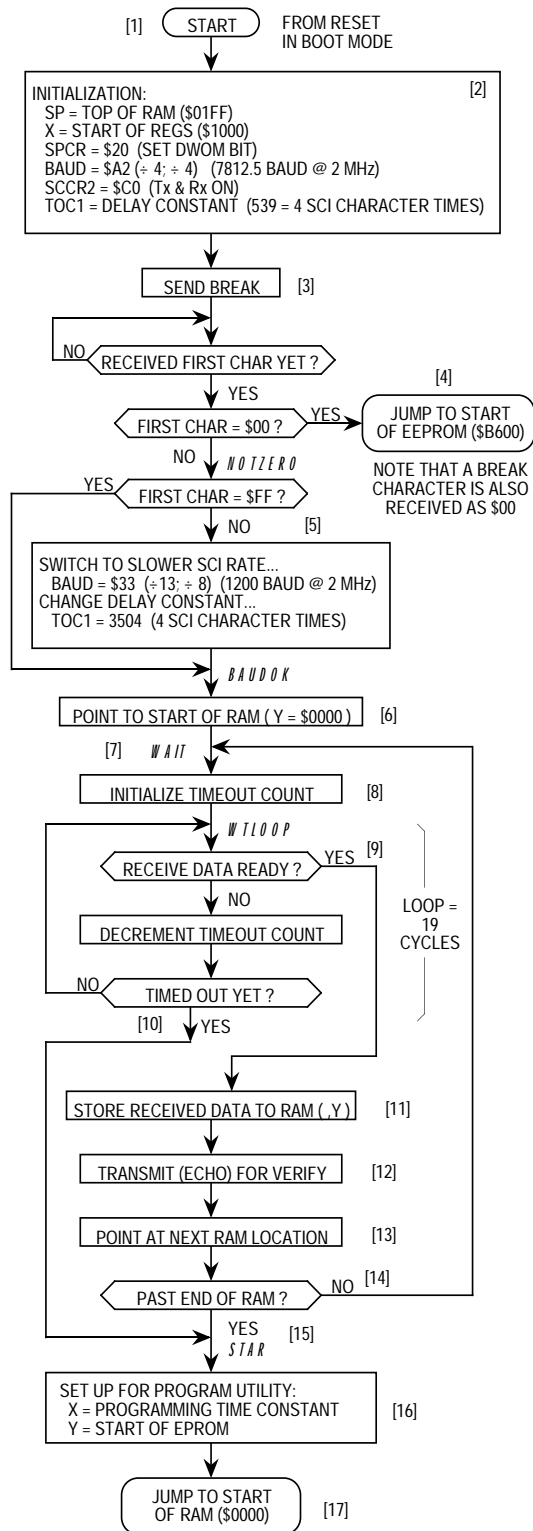 [1] START FROM RESET
IN BOOT MODE
[2]
INITIALIZATION:
SP = TOP OF RAM ($01FF)
X = START OF REGS ($1000)
SPCR = $20 (SET DWOM BIT)
BAUD = $A2 (÷ 4; ÷ 4) (7812.5 BAUD @ 2 MHz)
SCCR2 = $C0 (Tx & Rx ON)
TOC1 = DELAY CONSTANT (539 = 4 SCI CHARACTER TIMES)
SEND BREAK [3]
NO RECEIVED FIRST CHAR YET ?
YES
[4]
FIRST CHAR = $00 ? YES
JUMP TO START
OF EEPROM ($B600)
NOTE THAT A BREAK
CHARACTER IS ALSO
RECEIVED AS $00
NO NOTZERO
YES FIRST CHAR = $FF ?
NO [5]
SWITCH TO SLOWER SCI RATE...
BAUD = $33 (÷13; ÷ 8) (1200 BAUD @ 2 MHz)
CHANGE DELAY CONSTANT...
TOC1 = 3504 (4 SCI CHARACTER TIMES)
BAUDOK
POINT TO START OF RAM ( Y = $0000 ) [6]
[7] WAIT
INITIALIZE TIMEOUT COUNT [8]
WTLOOP
RECEIVE DATA READY ? YES [9]
NO
DECREMENT TIMEOUT COUNT
LOOP =
19
CYCLES
NO TIMED OUT YET ?
[10] YES
STORE RECEIVED DATA TO RAM ( ,Y ) [11]
TRANSMIT (ECHO) FOR VERIFY [12]
POINT AT NEXT RAM LOCATION [13]
PAST END OF RAM ? NO [14]
YES [15]
STAR
SET UP FOR PROGRAM UTILITY:
X = PROGRAMMING TIME CONSTANT
Y = START OF EPROM
[16]
JUMP TO START
OF RAM ($0000)
[17]